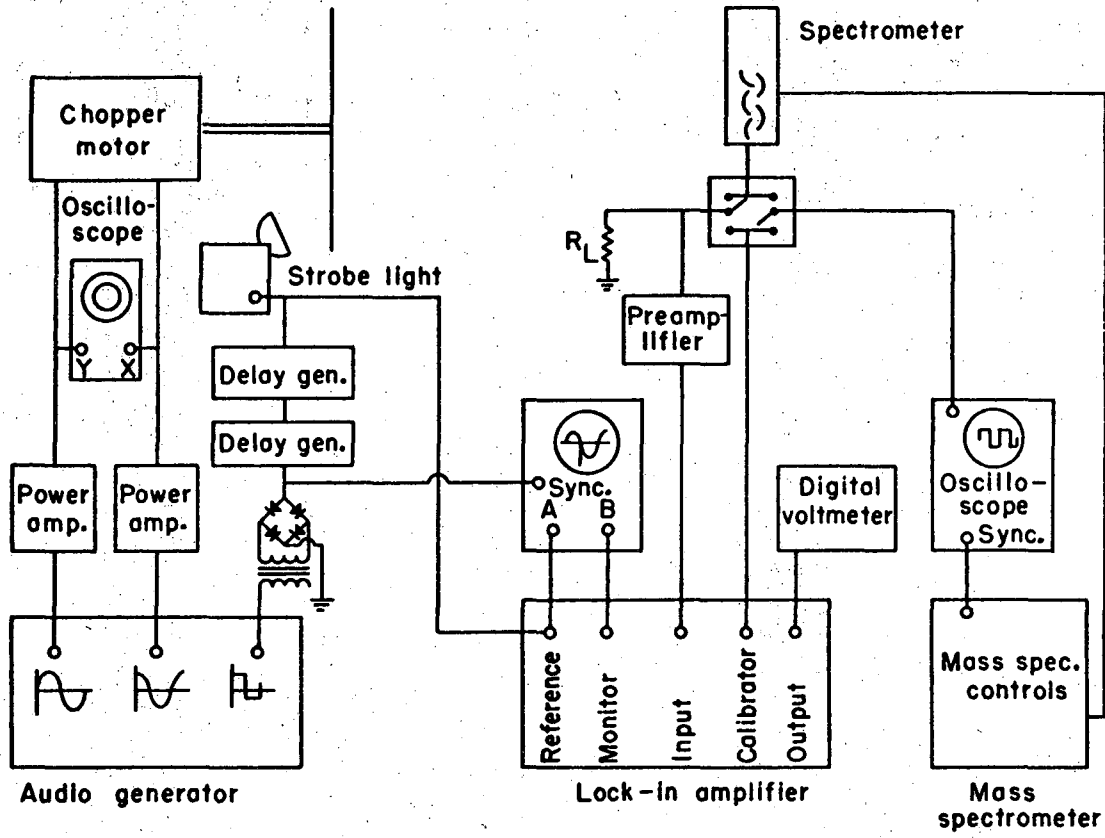 Spectrometer
Chopper
motor
Oscillo-
scope
Y X
Strobe light
R_L
Preamp-
lifier
Delay gen.
Delay gen.
Power
amp.
Power
amp.
Sync.
A B
Digital
voltmeter
Oscillo-
scope
Sync.
Reference
Monitor
Input
Calibrator
Output
Mass spec.
controls
Audio generator
Lock-in amplifier
Mass
spectrometer